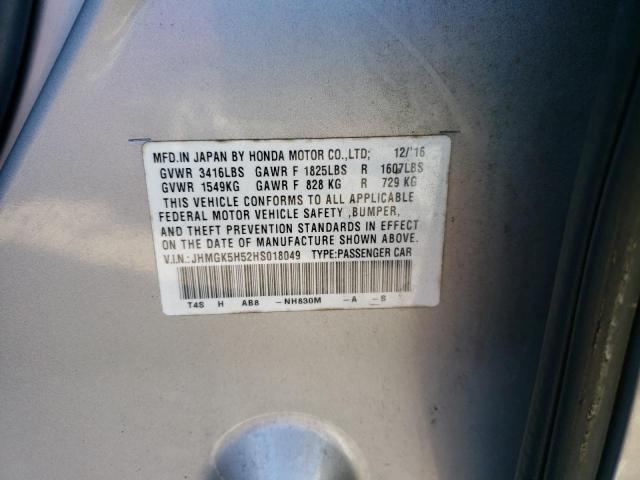 MFD.IN JAPAN BY HONDA MOTOR CO.,LTD; 12/'16
GVWR 3416LBS GAWR F 1825LBS R 1607LBS
GVWR 1549KG GAWR F 828 KG R 729 KG
THIS VEHICLE CONFORMS TO ALL APPLICABLE
FEDERAL MOTOR VEHICLE SAFETY ,BUMPER,
AND THEFT PREVENTION STANDARDS IN EFFECT
ON THE DATE OF MANUFACTURE SHOWN ABOVE.
V.I.N.: JHMGK5H52HS018049 TYPE:PASSENGER CAR
T4S H AB8 -NH830M -A -S